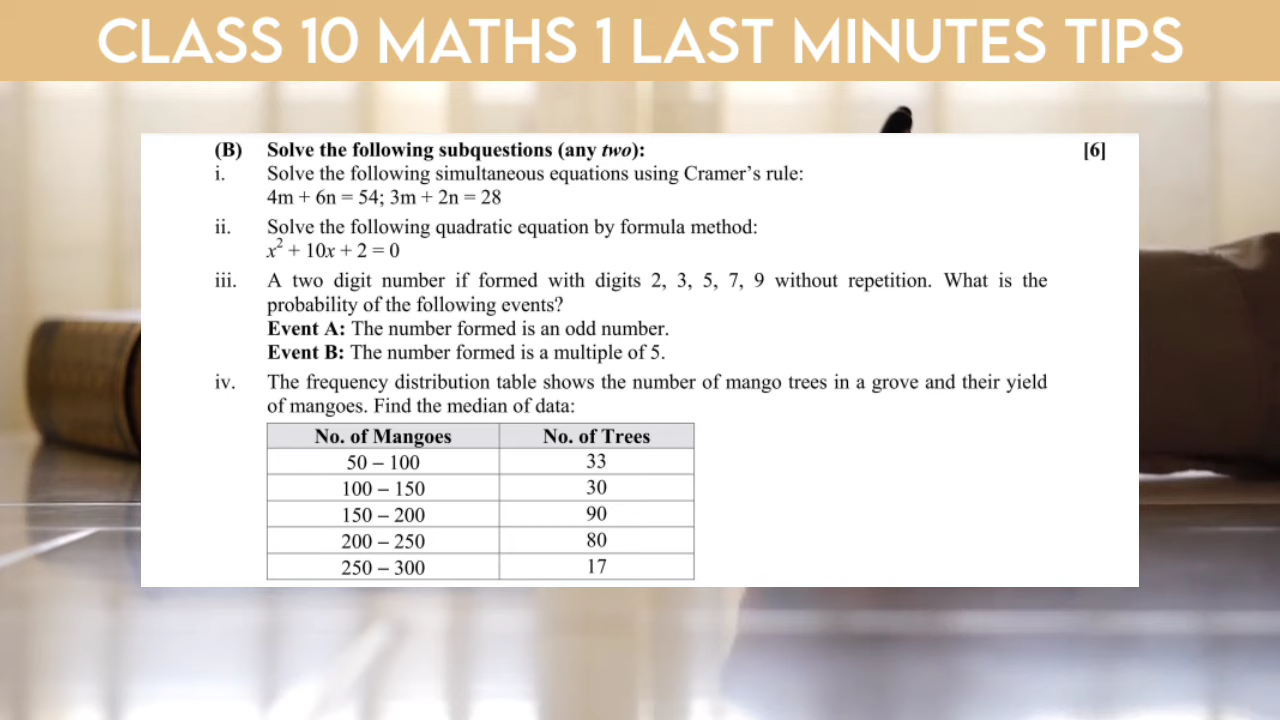 CLASS 10 MATHS 1 LAST MINUTES TIPS
(B) Solve the following subquestions (any two): [6]
i. Solve the following simultaneous equations using Cramer's rule:
4m + 6n = 54; 3m + 2n = 28
ii. Solve the following quadratic equation by formula method:
x² + 10x + 2 = 0
iii. A two digit number if formed with digits 2, 3, 5, 7, 9 without repetition. What is the
probability of the following events?
Event A: The number formed is an odd number.
Event B: The number formed is a multiple of 5.
iv. The frequency distribution table shows the number of mango trees in a grove and their yield
of mangoes. Find the median of data:
No. of Mangoes No. of Trees
50 – 100 33
100 – 150 30
150 – 200 90
200 – 250 80
250 – 300 17